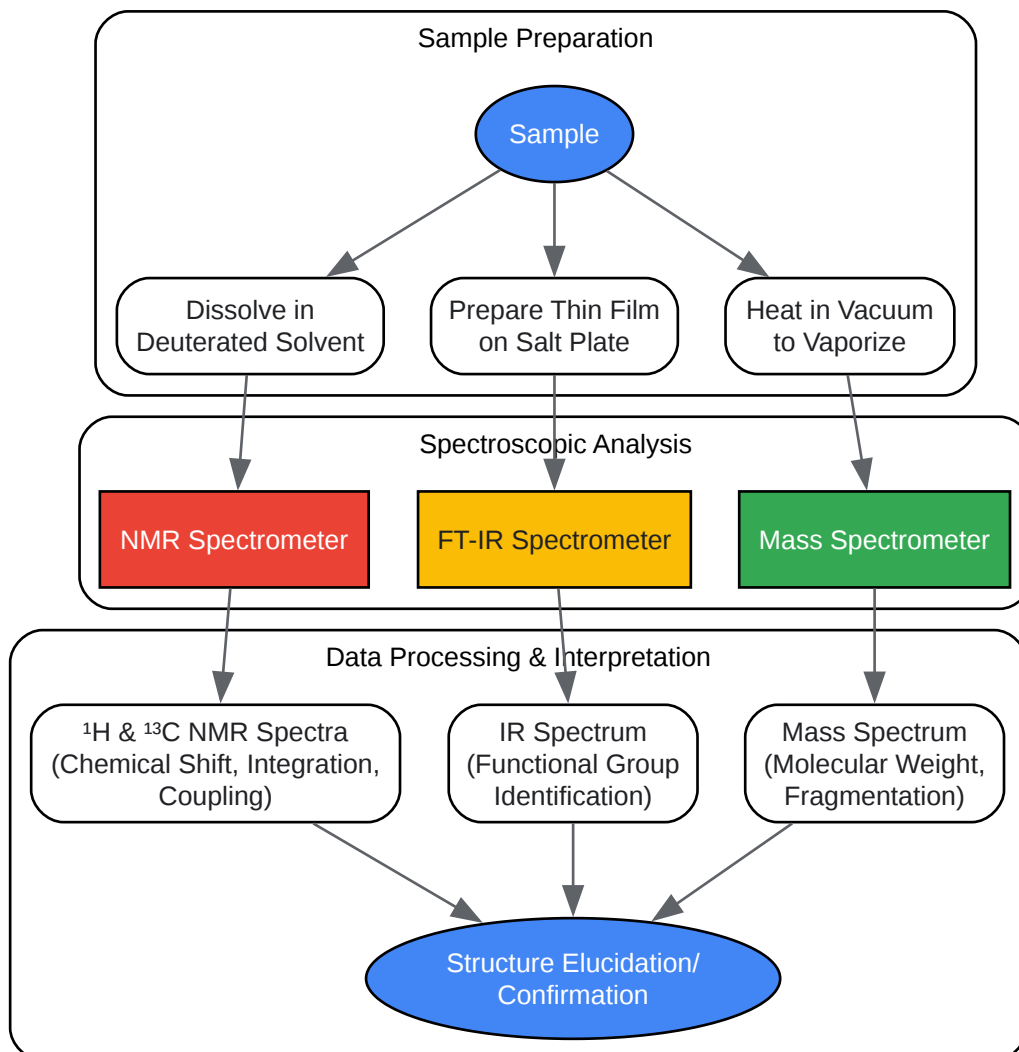 Sample Preparation
Sample
Dissolve in
Deuterated Solvent
Prepare Thin Film
on Salt Plate
Heat in Vacuum
to Vaporize
Spectroscopic Analysis
NMR Spectrometer
FT-IR Spectrometer
Mass Spectrometer
Data Processing & Interpretation
¹H & ¹³C NMR Spectra
(Chemical Shift, Integration,
Coupling)
IR Spectrum
(Functional Group
Identification)
Mass Spectrum
(Molecular Weight,
Fragmentation)
Structure Elucidation/
Confirmation